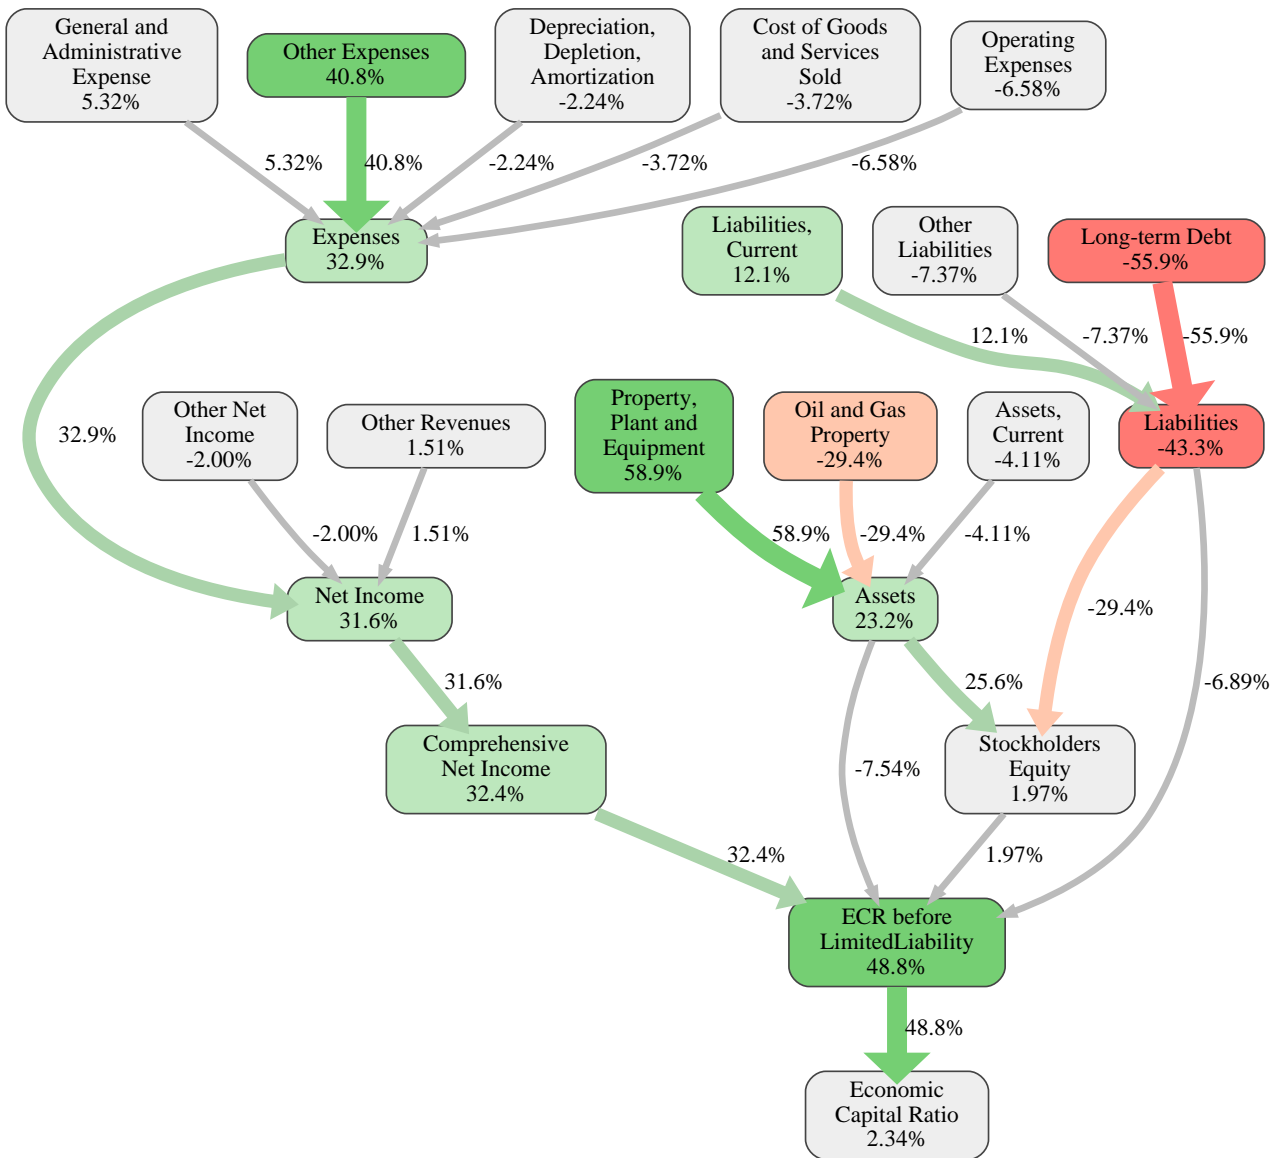 General and
Administrative
Expense
5.32%
Other Expenses
40.8%
Depreciation,
Depletion,
Amortization
-2.24%
Cost of Goods
and Services
Sold
-3.72%
Operating
Expenses
-6.58%
5.32%
40.8%
-2.24%
-3.72%
-6.58%
Expenses
32.9%
Liabilities,
Current
12.1%
Other
Liabilities
-7.37%
Long-term Debt
-55.9%
12.1%
-7.37%
-55.9%
32.9%
Other Net
Income
-2.00%
Other Revenues
1.51%
Property,
Plant and
Equipment
58.9%
Oil and Gas
Property
-29.4%
Assets,
Current
-4.11%
Liabilities
-43.3%
-2.00%
1.51%
58.9%
-29.4%
-4.11%
Net Income
31.6%
Assets
23.2%
-29.4%
31.6%
25.6%
-6.89%
Comprehensive
Net Income
32.4%
-7.54%
Stockholders
Equity
1.97%
32.4%
1.97%
ECR before
LimitedLiability
48.8%
48.8%
Economic
Capital Ratio
2.34%